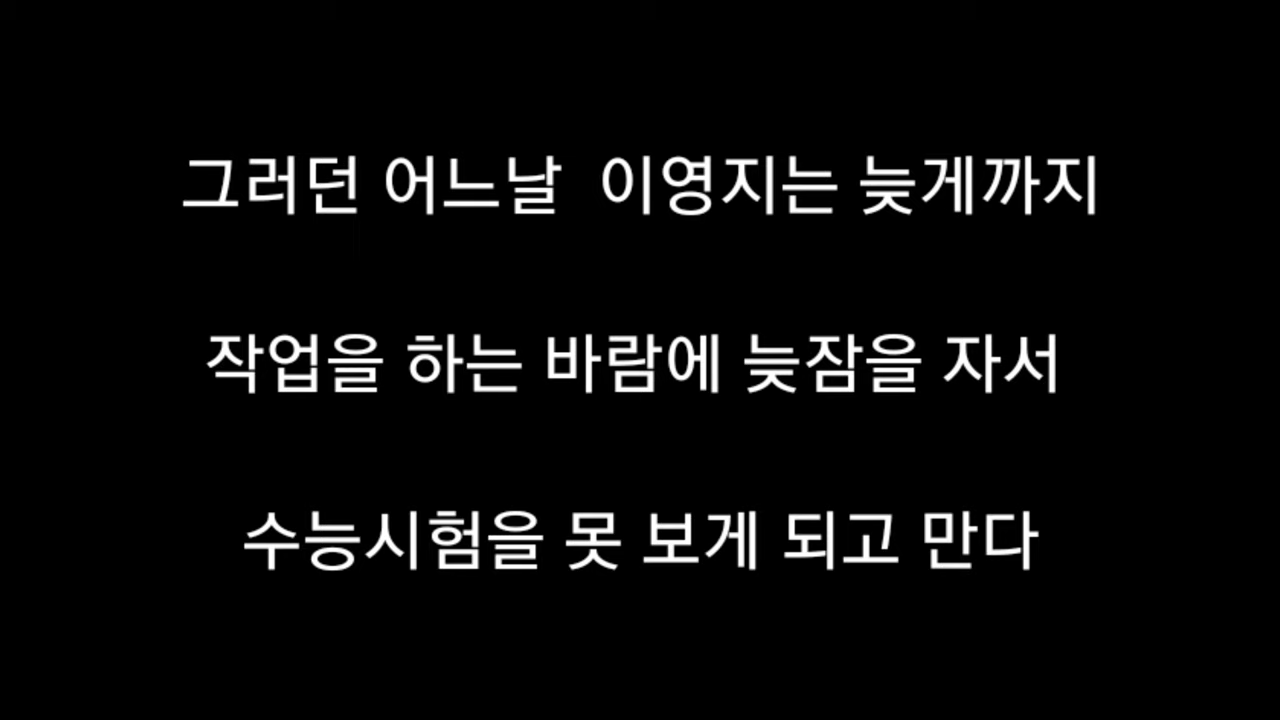 그러던 어느날  이영지는 늦게까지
작업을 하는 바람에 늦잠을 자서
수능시험을 못 보게 되고 만다